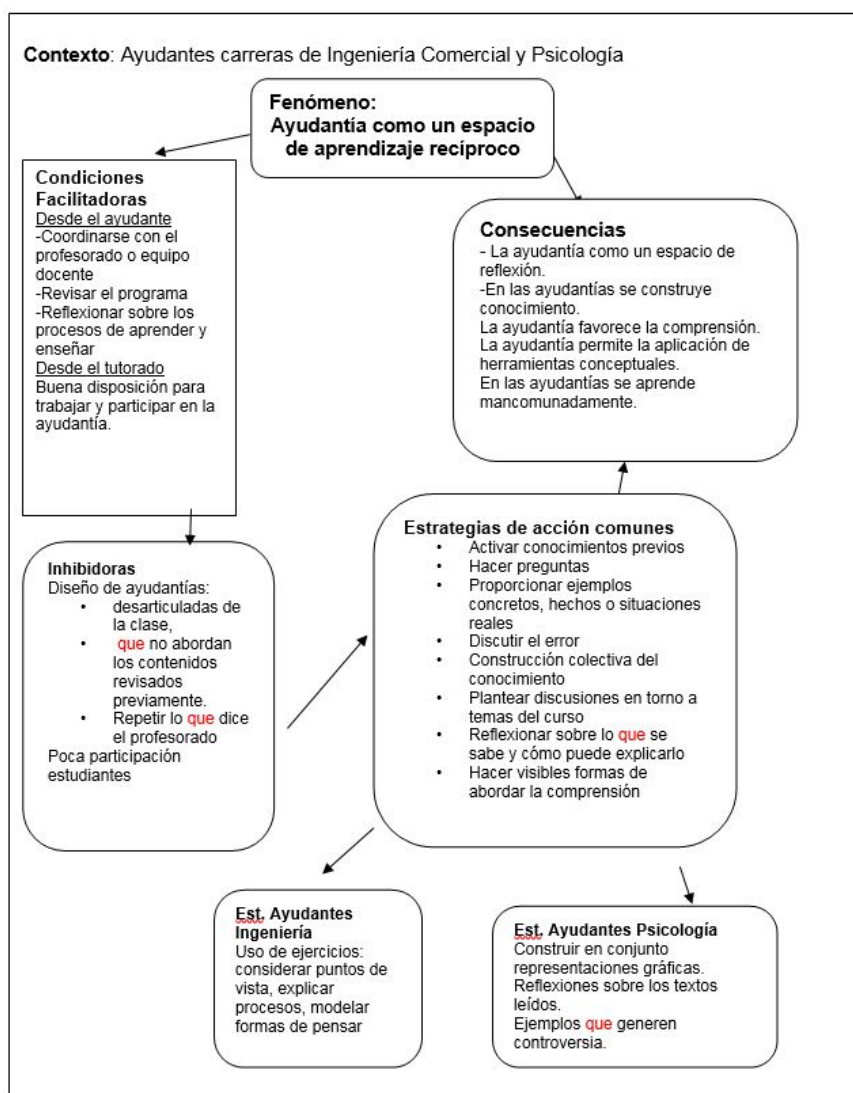 Contexto: Ayudantes carreras de Ingeniería Comercial y Psicología
Fenómeno:
Ayudantía como un espacio
de aprendizaje recíproco
Condiciones
Facilitadoras
Desde el ayudante
-Coordinarse con el
profesorado o equipo
docente
-Revisar el programa
-Reflexionar sobre los
procesos de aprender y
enseñar
Desde el tutorado
Buena disposición para
trabajar y participar en la
ayudantía.
Consecuencias
- La ayudantía como un espacio de
reflexión.
-En las ayudantías se construye
conocimiento.
La ayudantía favorece la comprensión.
La ayudantía permite la aplicación de
herramientas conceptuales.
En las ayudantías se aprende
mancomunadamente.
Inhibidoras
Diseño de ayudantías:
• desarticuladas de
la clase,
• que no abordan
los contenidos
revisados
previamente.
• Repetir lo que dice
el profesorado
Poca participación
estudiantes
Estrategias de acción comunes
• Activar conocimientos previos
• Hacer preguntas
• Proporcionar ejemplos
concretos, hechos o situaciones
reales
• Discutir el error
• Construcción colectiva del
conocimiento
• Plantear discusiones en torno a
temas del curso
• Reflexionar sobre lo que se
sabe y cómo puede explicarlo
• Hacer visibles formas de
abordar la comprensión
Est. Ayudantes
Ingeniería
Uso de ejercicios:
considerar puntos de
vista, explicar
procesos, modelar
formas de pensar
Est. Ayudantes Psicología
Construir en conjunto
representaciones gráficas.
Reflexiones sobre los textos
leídos.
Ejemplos que generen
controversia.